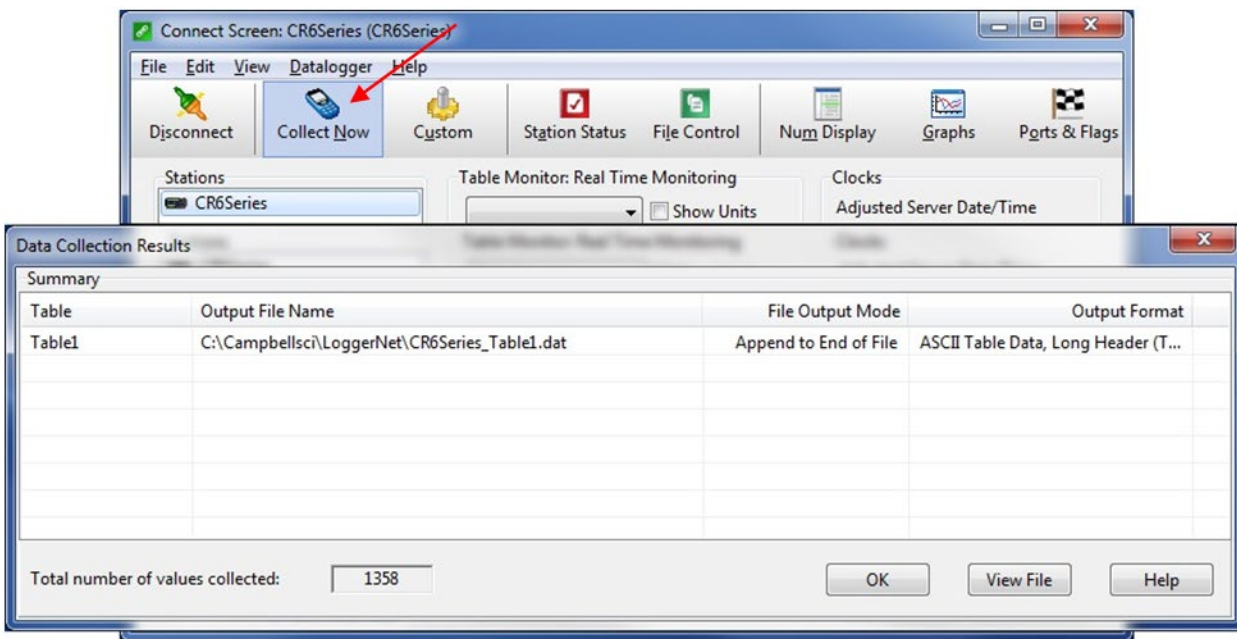 Connect Screen: CR6Series (CR6Series)
File Edit View Datalogger Help
Disconnect Collect Now Custom Station Status File Control Num Display Graphs Ports & Flags
Stations Table Monitor: Real Time Monitoring Clocks
CR6Series Show Units Adjusted Server Date/Time
Data Collection Results
Summary
Table Output File Name File Output Mode Output Format
Table1 C:\Campbellsci\LoggerNet\CR6Series_Table1.dat Append to End of File ASCII Table Data, Long Header (T...
Total number of values collected: 1358 OK View File Help